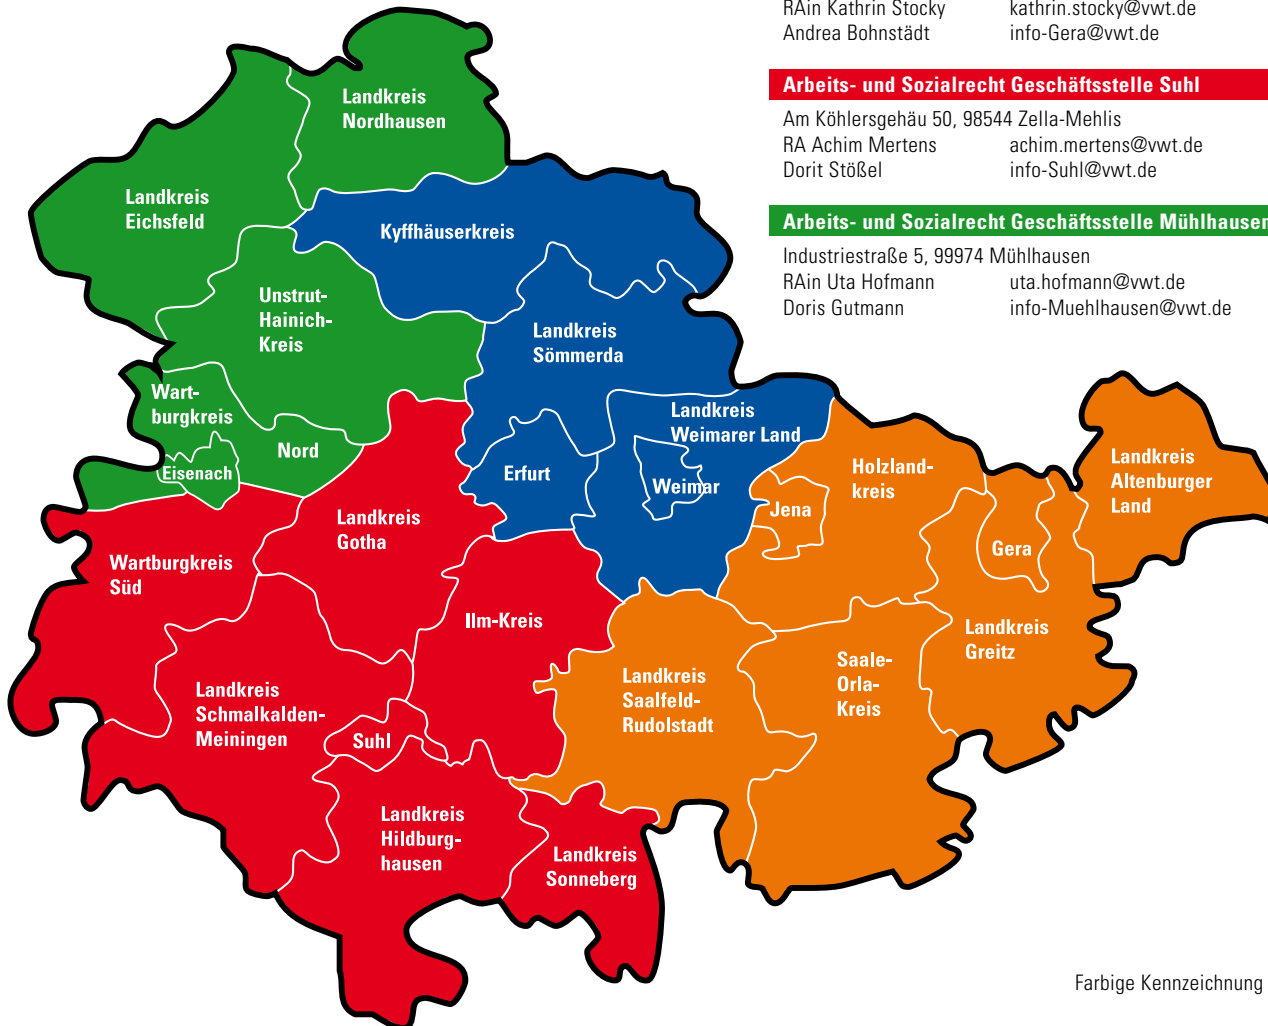 RAin Kathrin Stocky kathrin.stocky@vwt.de
Andrea Bohnstädt info-Gera@vwt.de
Arbeits- und Sozialrecht Geschäftsstelle Suhl
Am Köhlersgehäu 50, 98544 Zella-Mehlis
RA Achim Mertens achim.mertens@vwt.de
Dorit Stößel info-Suhl@vwt.de
Arbeits- und Sozialrecht Geschäftsstelle Mühlhausen
Industriestraße 5, 99974 Mühlhausen
RAin Uta Hofmann uta.hofmann@vwt.de
Doris Gutmann info-Muehlhausen@vwt.de
Landkreis
Nordhausen
Landkreis
Eichsfeld
Kyffhäuserkreis
Unstrut-
Hainich-
Kreis
Landkreis
Sömmerda
Wart-
burgkreis
Nord
Eisenach
Landkreis
Weimarer Land
Erfurt
Weimar
Holzland-
kreis
Jena
Landkreis
Altenburger
Land
Gera
Landkreis
Gotha
Wartburgkreis
Süd
Ilm-Kreis
Landkreis
Greitz
Saale-
Orla-
Kreis
Landkreis
Saalfeld-
Rudolstadt
Landkreis
Schmalkalden-
Meiningen
Suhl
Landkreis
Hildburg-
hausen
Landkreis
Sonneberg
Farbige Kennzeichnung